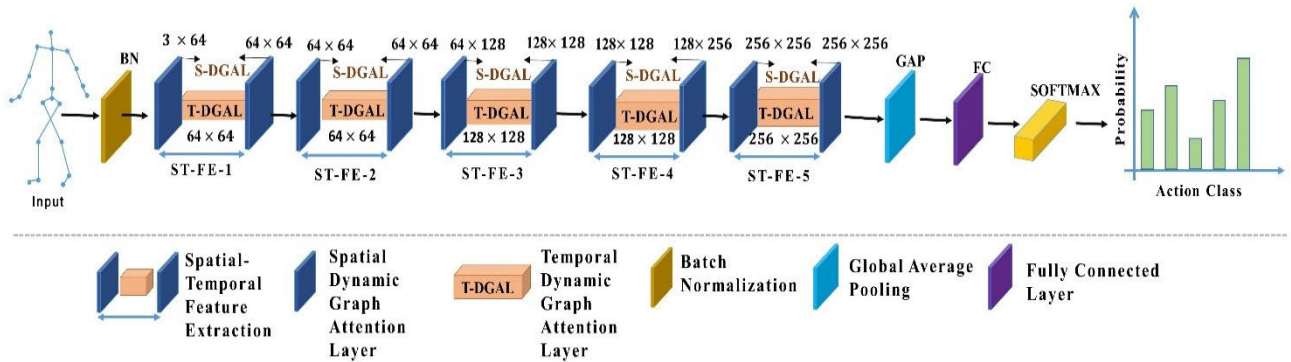 3 × 64
64 × 64
64 × 64
64 × 64
64 × 128
128× 128
128× 128
128× 256
256 × 256
256 × 256
BN
S-DGAL
S-DGAL
S-DGAL
S-DGAL
S-DGAL
GAP
FC
SOFTMAX
T-DGAL
T-DGAL
T-DGAL
T-DGAL
T-DGAL
64 × 64
64 × 64
128 × 128
128 × 128
256 × 256
ST-FE-1
ST-FE-2
ST-FE-3
ST-FE-4
ST-FE-5
Input
Probability
Action Class
Spatial-
Temporal
Feature
Extraction
Spatial
Dynamic
Graph
Attention
Layer
T-DGAL
Temporal
Dynamic
Graph
Attention
Layer
Batch
Normalization
Global Average
Pooling
Fully Connected
Layer